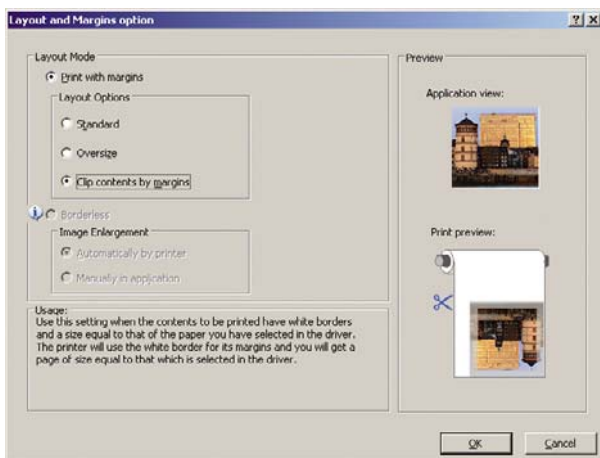 Layout and Margins option
Layout Mode
Print with margins
Layout Options
Standard
Oversize
Clip contents by margins
Borderless
Image Enlargement
Automatically by printer
Manually in application
Usage:
Use this setting when the contents to be printed have white borders
and a size equal to that of the paper you have selected in the driver.
The printer will use the white border for its margins and you will get a
page of size equal to that which is selected in the driver.
Preview
Application view:
Print preview:
OK
Cancel